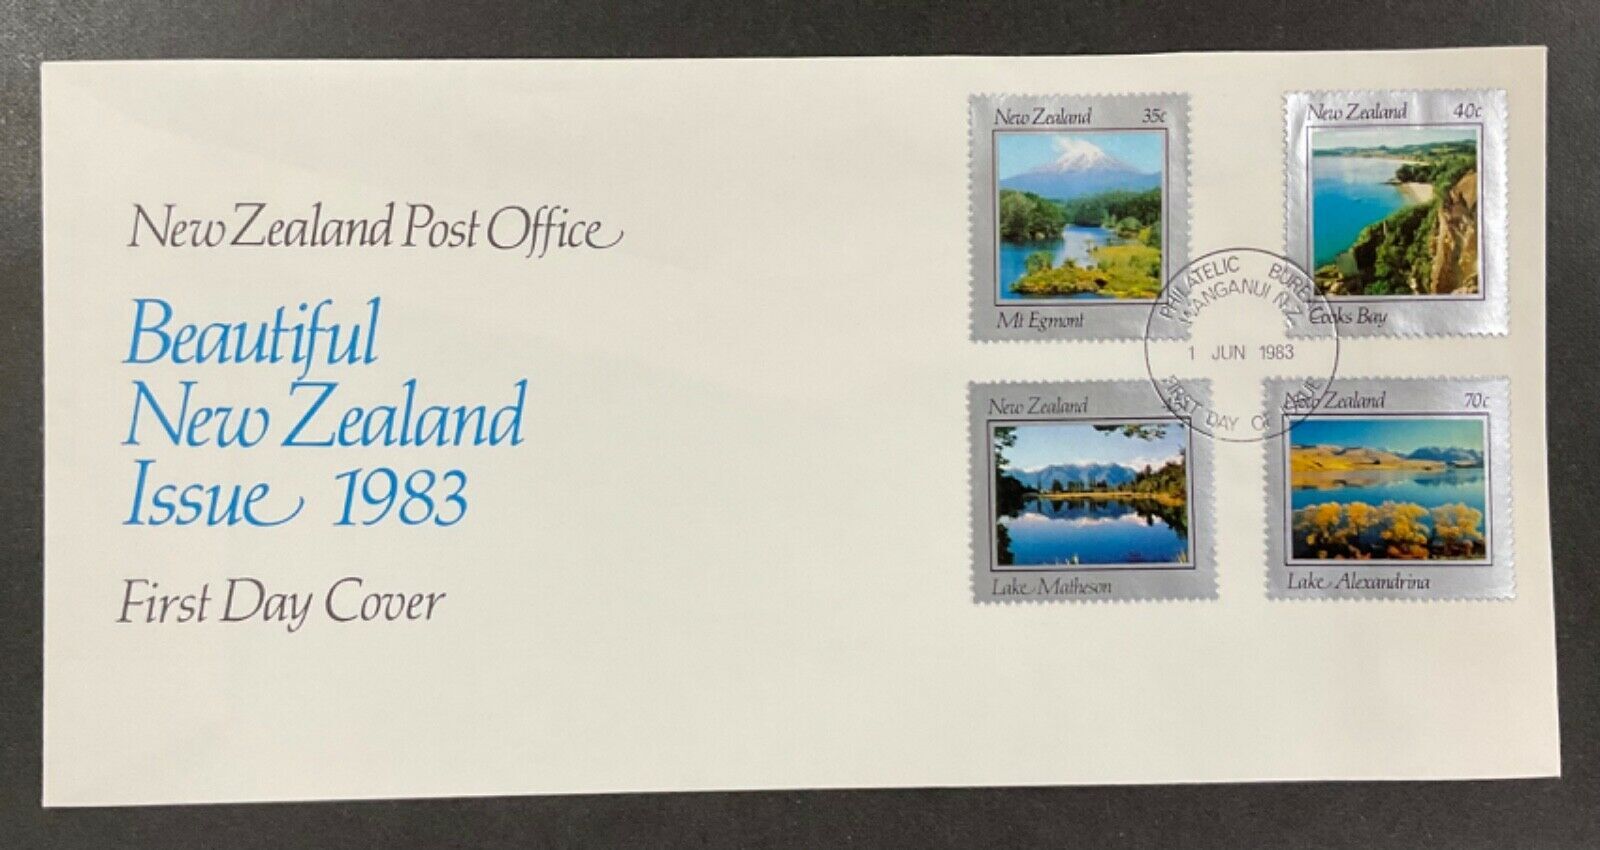 New Zealand Post Office
Beautiful
New Zealand
Issue 1983
First Day Cover
New Zealand 35c
Mt Egmont
New Zealand 40c
Cooks Bay
New Zealand
Lake Matheson
New Zealand 70c
Lake Alexandrina
PHILATELIC BUREAU
WANGANUI N.Z.
1 JUN 1983
FIRST DAY OF ISSUE